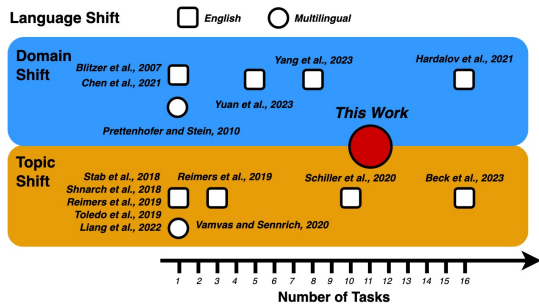 Language Shift
English
Multilingual
Domain Shift
Blitzer et al., 2007
Chen et al., 2021
Prettenhofer and Stein, 2010
Yuan et al., 2023
Yang et al., 2023
Hardalov et al., 2021
This Work
Topic Shift
Stab et al., 2018
Shnarch et al., 2018
Reimers et al., 2019
Toledo et al., 2019
Liang et al., 2022
Reimers et al., 2019
Vamvas and Sennrich, 2020
Schiller et al., 2020
Beck et al., 2023
1 2 3 4 5 6 7 8 9 10 11 12 13 14 15 16
Number of Tasks